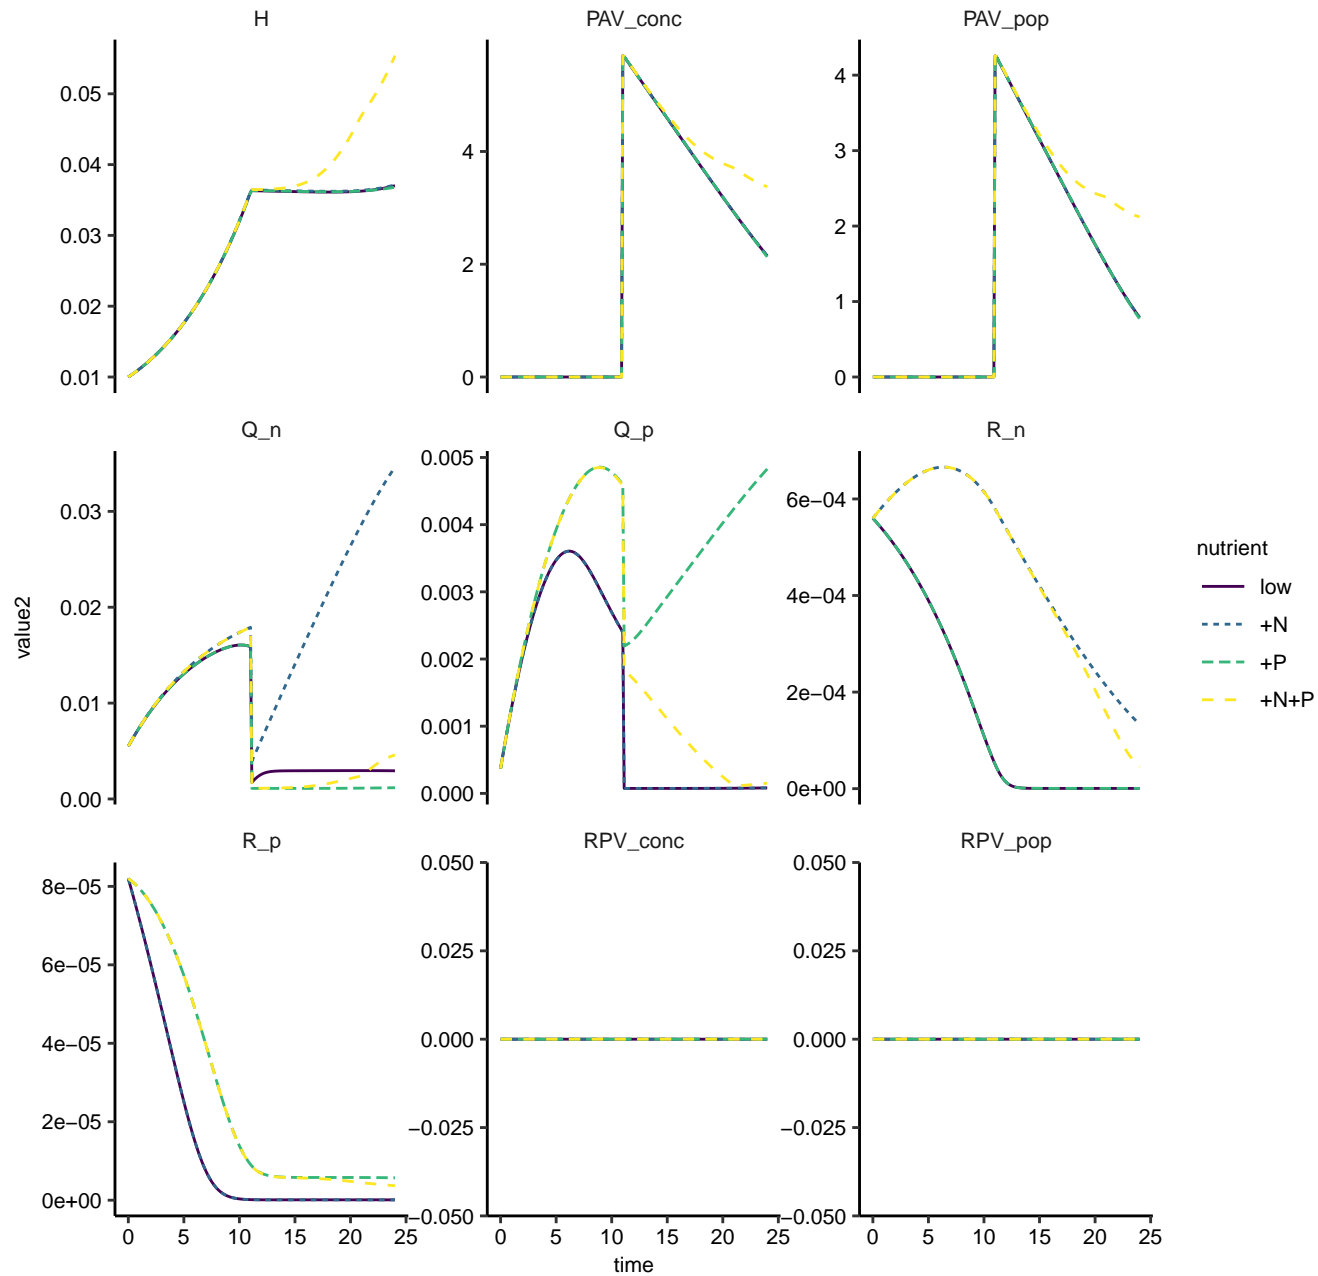 H
PAV_conc
PAV_pop
0.05
0.04
0.03
0.02
0.01
4
2
0
4
3
2
1
0
Q_n
Q_p
R_n
0.03
0.02
0.01
0.00
0.005
0.004
0.003
0.002
0.001
0.000
6e−04
4e−04
2e−04
0e+00
nutrient
low
+N
+P
+N+P
value2
R_p
RPV_conc
RPV_pop
8e−05
6e−05
4e−05
2e−05
0e+00
0.050
0.025
0.000
−0.025
−0.050
0.050
0.025
0.000
−0.025
−0.050
0 5 10 15 20 25
0 5 10 15 20 25
0 5 10 15 20 25
time